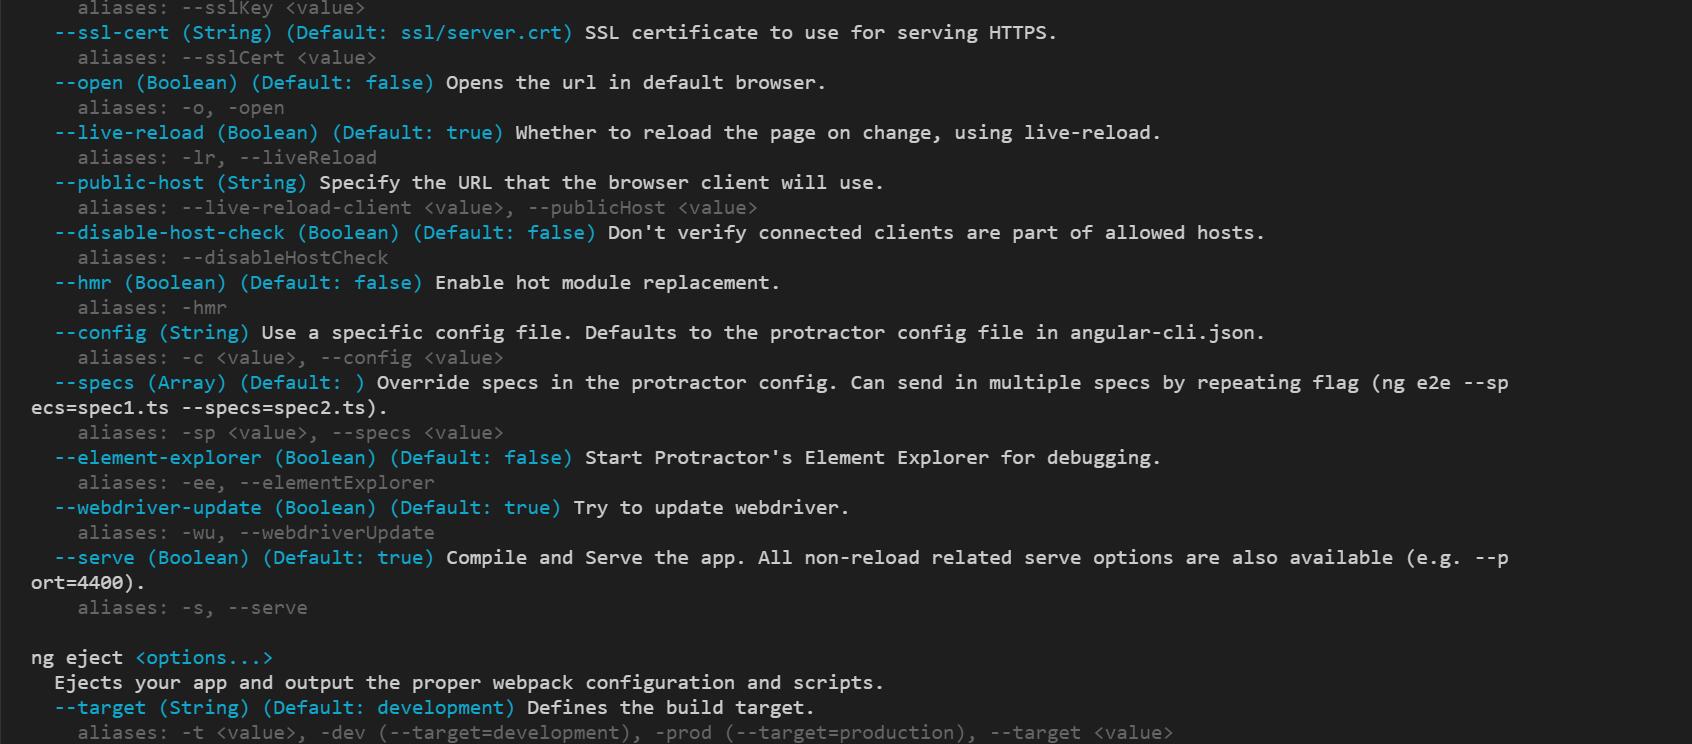 aliases: --sslKey <value>
--ssl-cert (String) (Default: ssl/server.crt) SSL certificate to use for serving HTTPS.
aliases: --sslCert <value>
--open (Boolean) (Default: false) Opens the url in default browser.
aliases: -o, -open
--live-reload (Boolean) (Default: true) Whether to reload the page on change, using live-reload.
aliases: -lr, --liveReload
--public-host (String) Specify the URL that the browser client will use.
aliases: --live-reload-client <value>, --publicHost <value>
--disable-host-check (Boolean) (Default: false) Don't verify connected clients are part of allowed hosts.
aliases: --disableHostCheck
--hmr (Boolean) (Default: false) Enable hot module replacement.
aliases: -hmr
--config (String) Use a specific config file. Defaults to the protractor config file in angular-cli.json.
aliases: -c <value>, --config <value>
--specs (Array) (Default: ) Override specs in the protractor config. Can send in multiple specs by repeating flag (ng e2e --sp
ecs=spec1.ts --specs=spec2.ts).
aliases: -sp <value>, --specs <value>
--element-explorer (Boolean) (Default: false) Start Protractor's Element Explorer for debugging.
aliases: -ee, --elementExplorer
--webdriver-update (Boolean) (Default: true) Try to update webdriver.
aliases: -wu, --webdriverUpdate
--serve (Boolean) (Default: true) Compile and Serve the app. All non-reload related serve options are also available (e.g. --p
ort=4400).
aliases: -s, --serve
ng eject <options...>
Ejects your app and output the proper webpack configuration and scripts.
--target (String) (Default: development) Defines the build target.
aliases: -t <value>, -dev (--target=development), -prod (--target=production), --target <value>